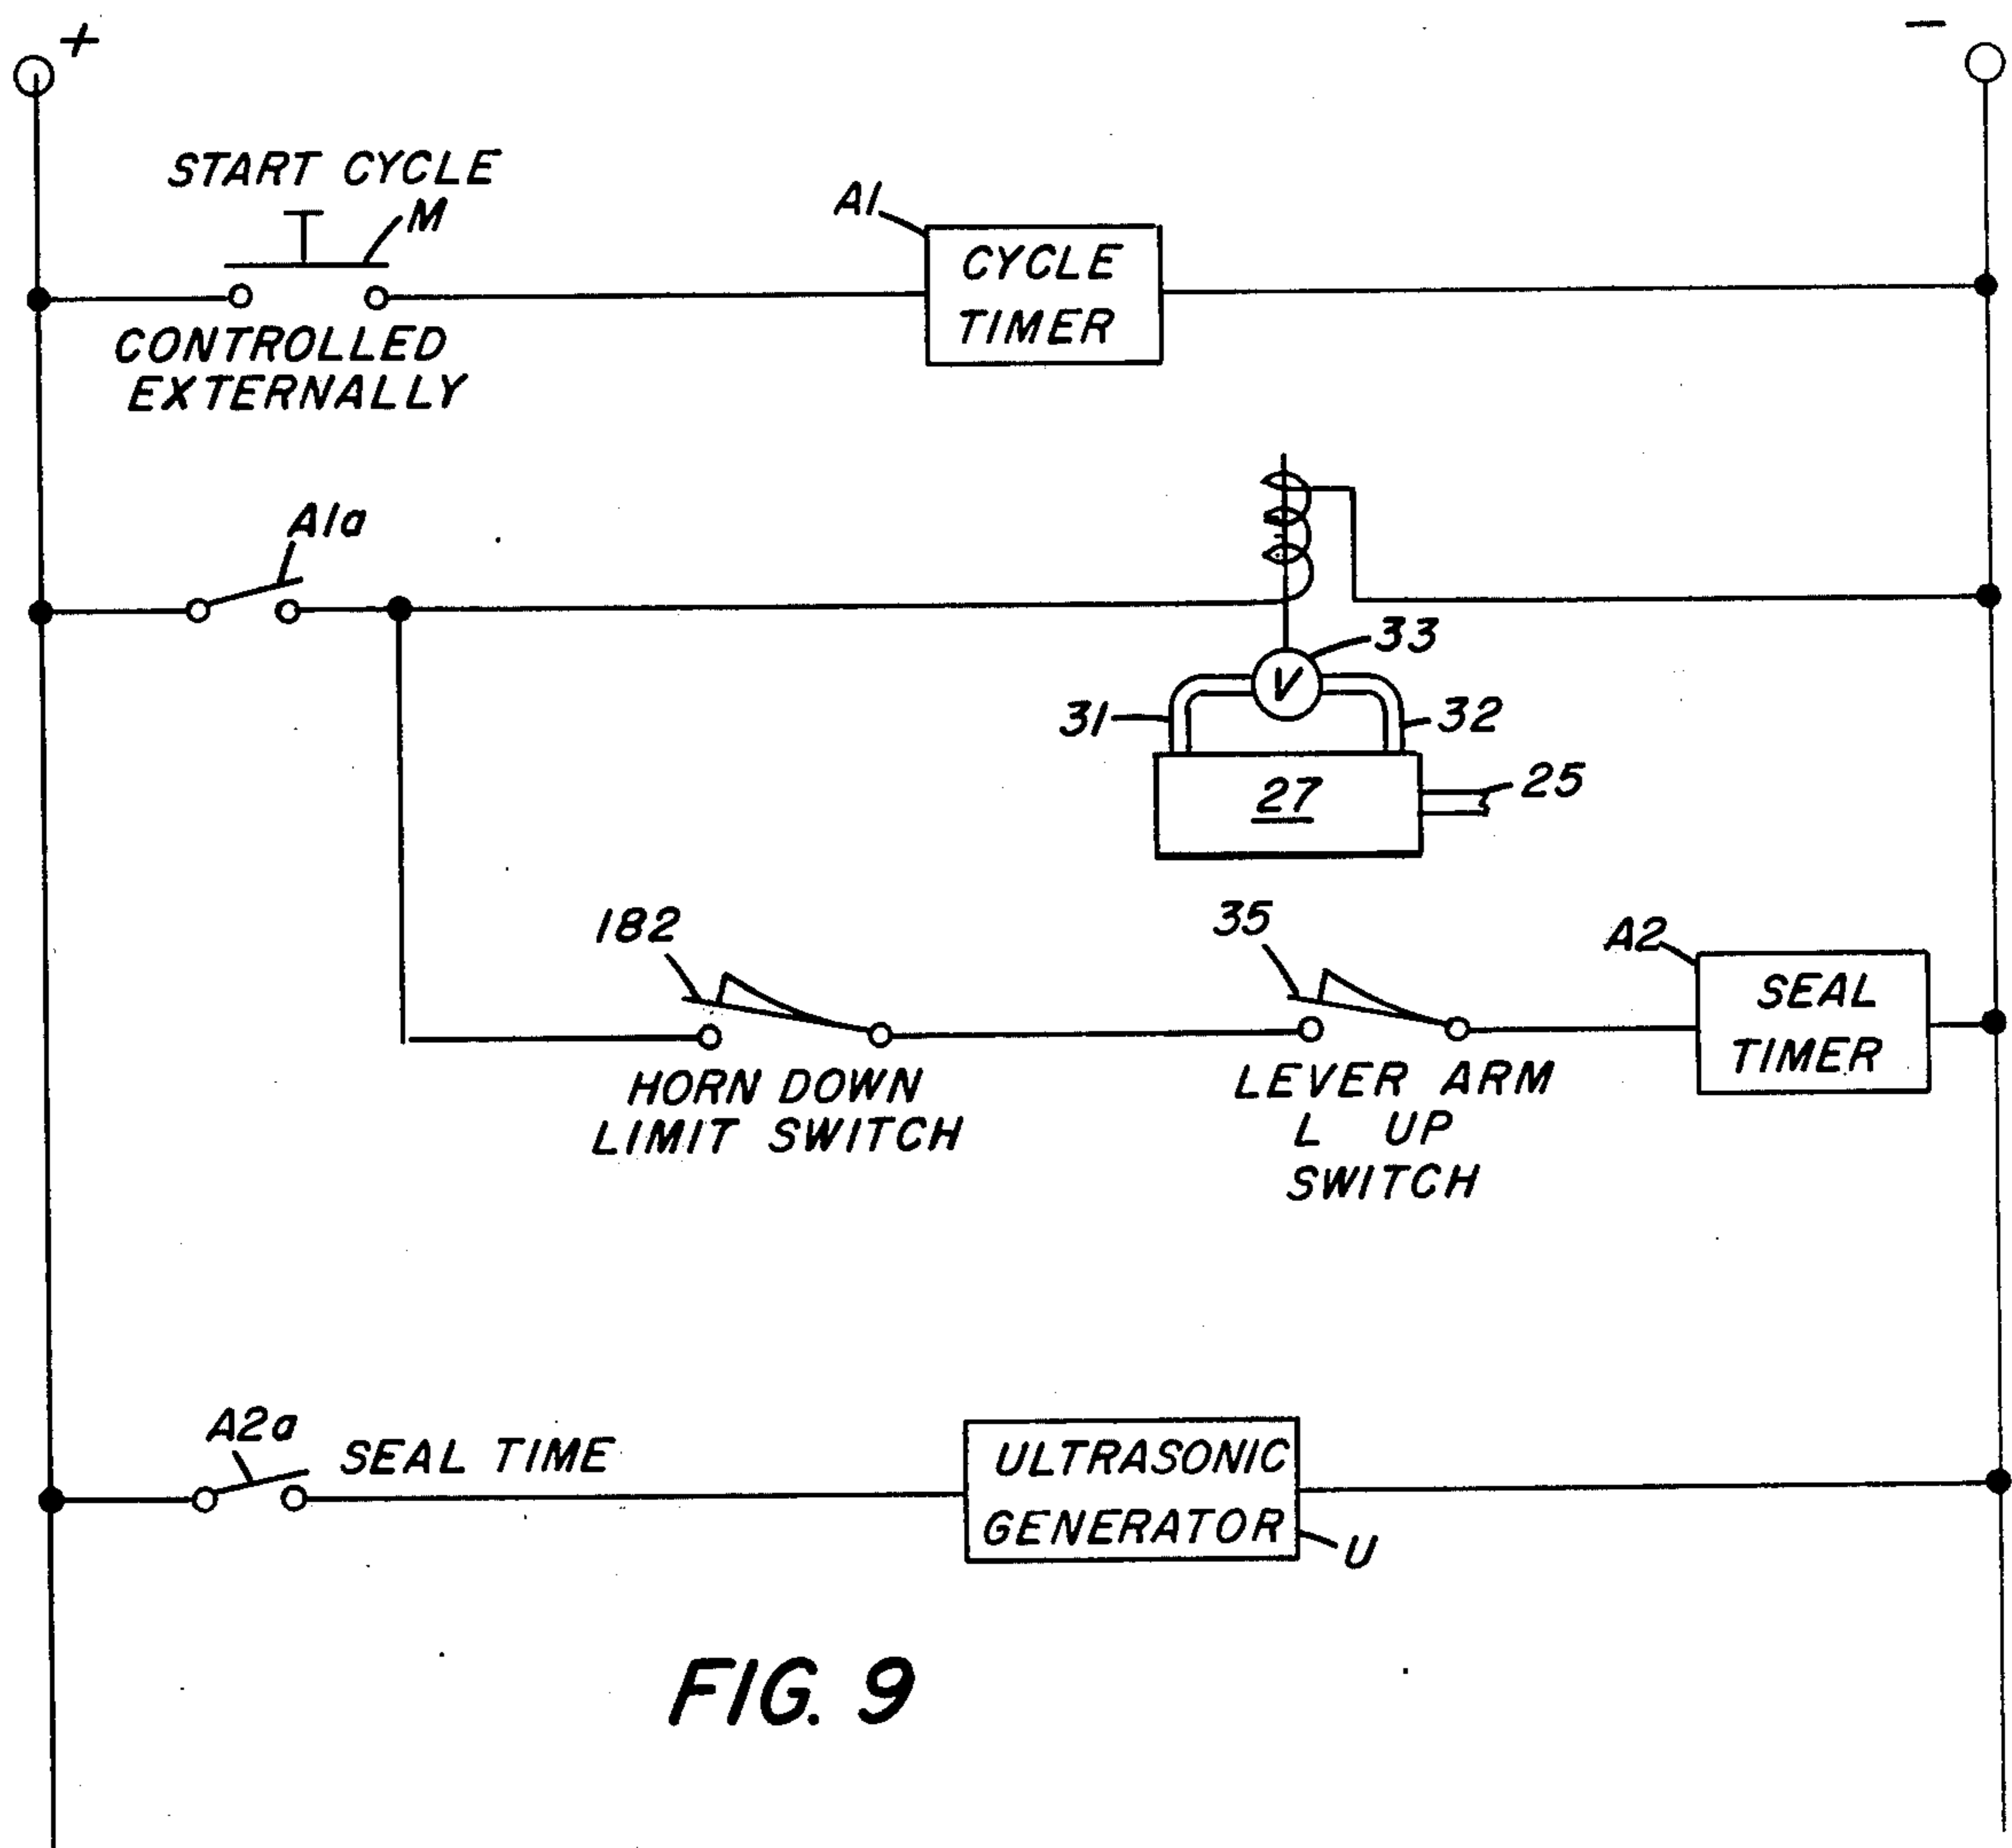 +
−
START CYCLE
M
CONTROLLED
EXTERNALLY
A1
CYCLE
TIMER
A1a
33
V
31
32
27
25
182
HORN DOWN
LIMIT SWITCH
35
LEVER ARM
L UP
SWITCH
A2
SEAL
TIMER
A2a
SEAL TIME
ULTRASONIC
GENERATOR
U
FIG. 9